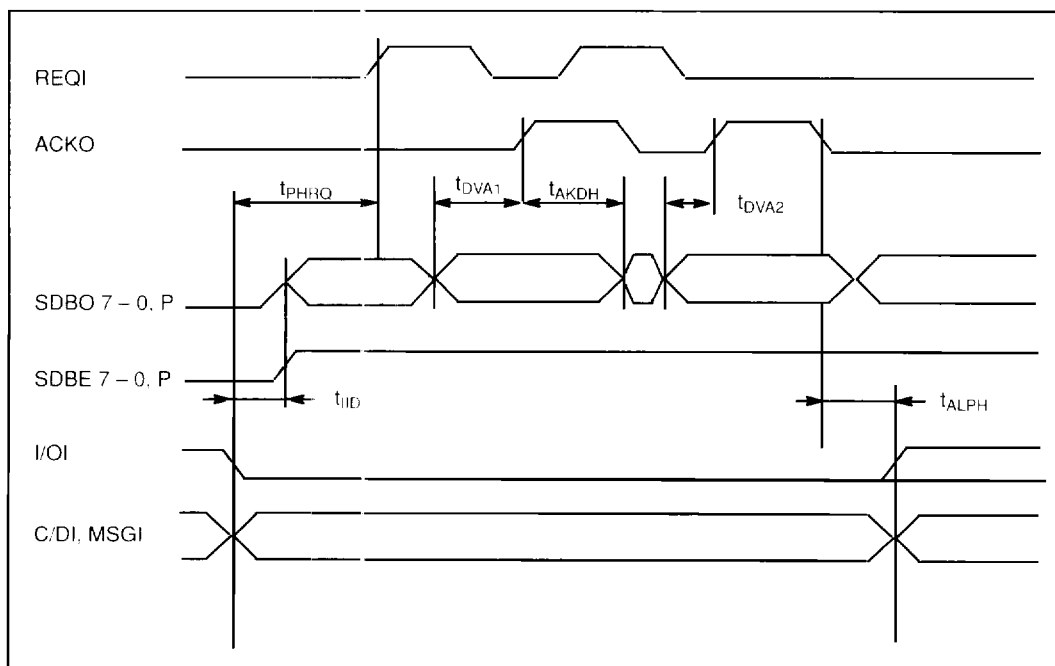 REQI
ACKO
tPHRQ
tDVA1
tAKDH
tDVA2
SDBO 7 – 0, P
SDBE 7 – 0, P
tIID
tALPH
I/OI
C/DI, MSGI